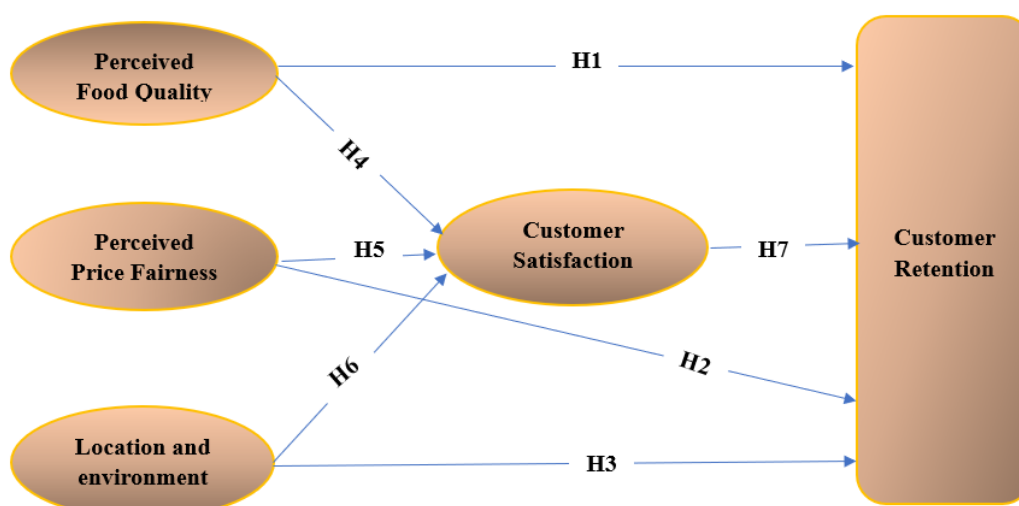 Perceived
Food Quality
H1
H4
Perceived
Price Fairness
H5
Customer
Satisfaction
H7
Customer
Retention
H2
H6
Location and
environment
H3